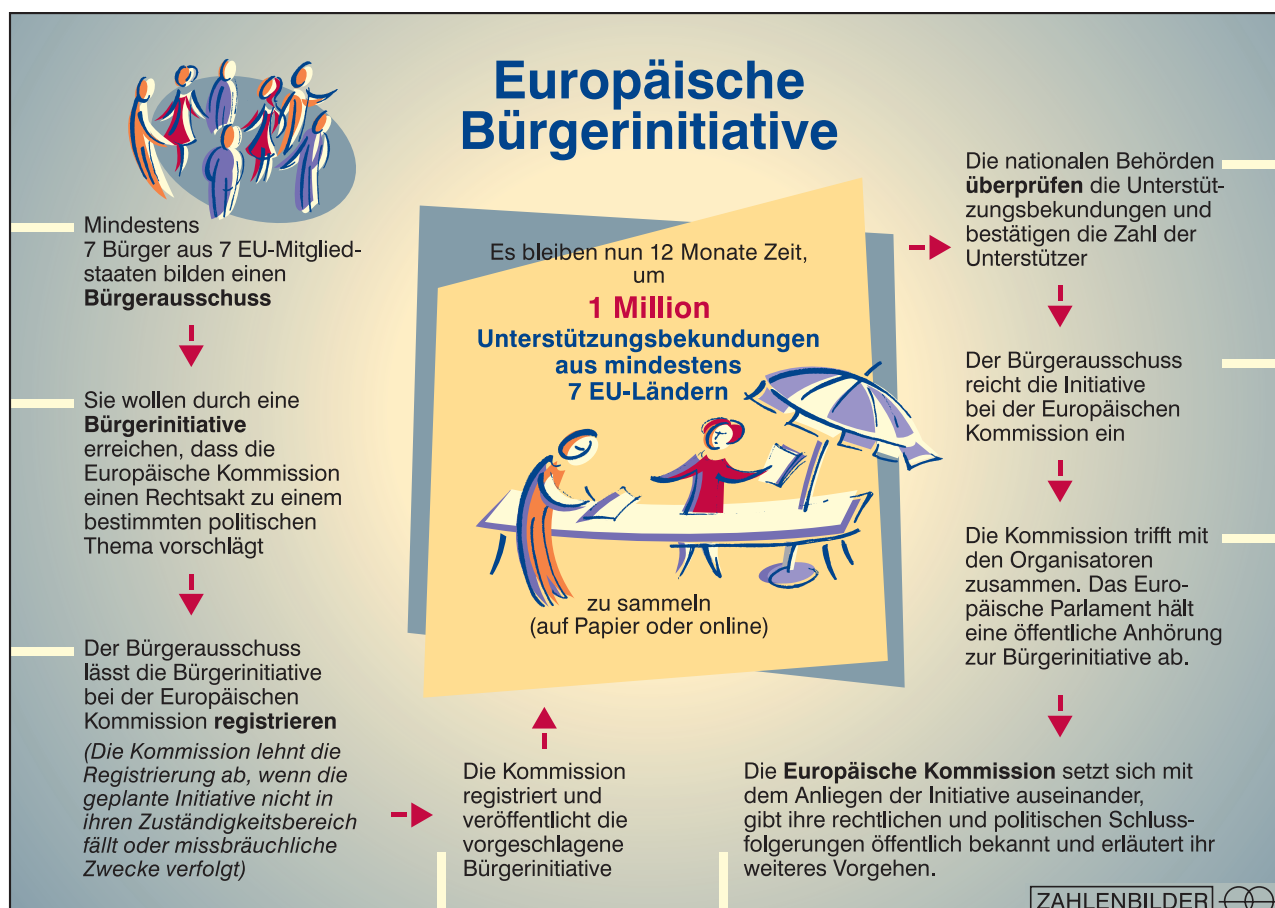 Europäische
Bürgerinitiative
Mindestens
7 Bürger aus 7 EU-Mitglied-
staaten bilden einen
Bürgerausschuss
Sie wollen durch eine
Bürgerinitiative
erreichen, dass die
Europäische Kommission
einen Rechtsakt zu einem
bestimmten politischen
Thema vorschlägt
Der Bürgerausschuss
lässt die Bürgerinitiative
bei der Europäischen
Kommission registrieren
(Die Kommission lehnt die
Registrierung ab, wenn die
geplante Initiative nicht in
ihren Zuständigkeitsbereich
fällt oder missbräuchliche
Zwecke verfolgt)
Die Kommission
registriert und
veröffentlicht die
vorgeschlagene
Bürgerinitiative
Es bleiben nun 12 Monate Zeit,
um
1 Million
Unterstützungsbekundungen
aus mindestens
7 EU-Ländern
zu sammeln
(auf Papier oder online)
Die nationalen Behörden
überprüfen die Unterstüt-
zungsbekundungen und
bestätigen die Zahl der
Unterstützer
Der Bürgerausschuss
reicht die Initiative
bei der Europäischen
Kommission ein
Die Kommission trifft mit
den Organisatoren
zusammen. Das Euro-
päische Parlament hält
eine öffentliche Anhörung
zur Bürgerinitiative ab.
Die Europäische Kommission setzt sich mit
dem Anliegen der Initiative auseinander,
gibt ihre rechtlichen und politischen Schluss-
folgerungen öffentlich bekannt und erläutert ihr
weiteres Vorgehen.
ZAHLENBILDER